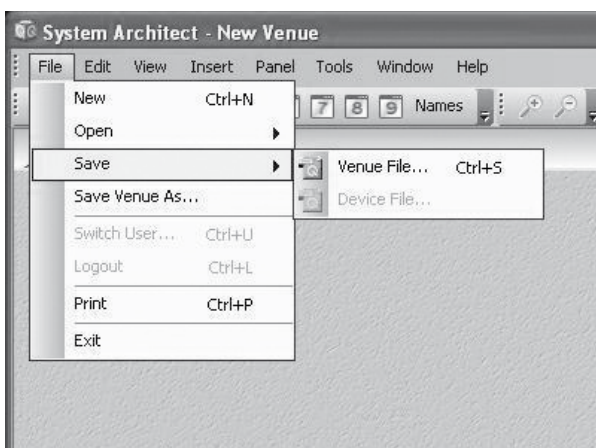 System Architect - New Venue
File Edit View Insert Panel Tools Window Help
7 8 9 Names
New Ctrl+N
Open
Save
Venue File... Ctrl+S
Device File...
Save Venue As...
Switch User... Ctrl+U
Logout Ctrl+L
Print Ctrl+P
Exit